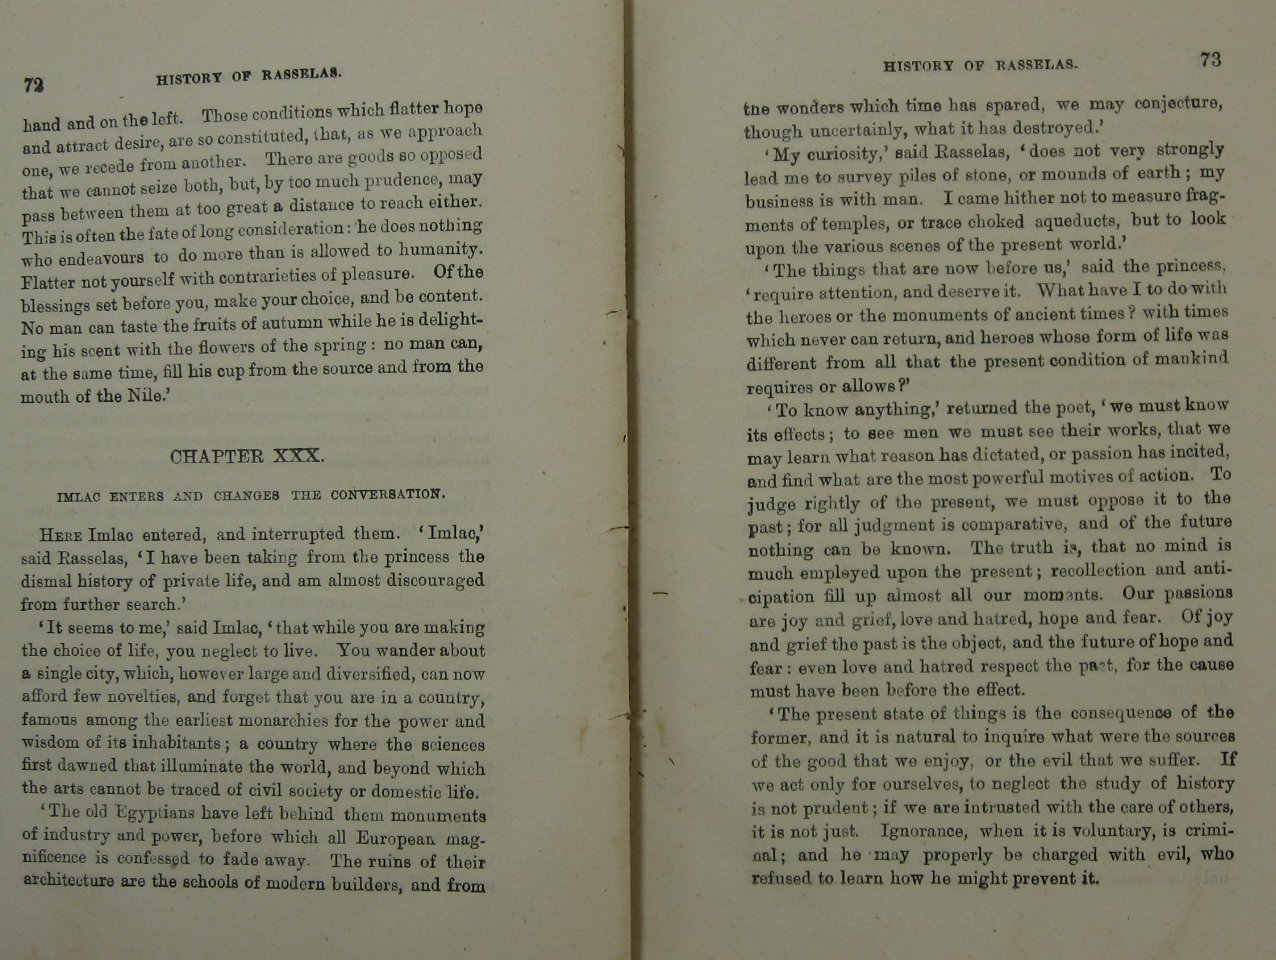 72
HISTORY OF RASSELAS.
hand and on the left. Those conditions which flatter hope
and attract desire, are so constituted, that, as we approach
one, we recede from another. There are goods so opposed
that we cannot seize both, but, by too much prudence, may
pass between them at too great a distance to reach either.
This is often the fate of long consideration: he does nothing
who endeavours to do more than is allowed to humanity.
Flatter not yourself with contrarieties of pleasure. Of the
blessings set before you, make your choice, and be content.
No man can taste the fruits of autumn while he is delight-
ing his scent with the flowers of the spring: no man can,
at the same time, fill his cup from the source and from the
mouth of the Nile.’
CHAPTER XXX.
IMLAC ENTERS AND CHANGES THE CONVERSATION.
HERE Imlac entered, and interrupted them. ‘Imlac,’
said Rasselas, ‘I have been taking from the princess the
dismal history of private life, and am almost discouraged
from further search.’
‘It seems to me,’ said Imlac, ‘that while you are making
the choice of life, you neglect to live. You wander about
a single city, which, however large and diversified, can now
afford few novelties, and forget that you are in a country,
famous among the earliest monarchies for the power and
wisdom of its inhabitants; a country where the sciences
first dawned that illuminate the world, and beyond which
the arts cannot be traced of civil society or domestic life.
‘The old Egyptians have left behind them monuments
of industry and power, before which all European mag-
nificence is confessed to fade away. The ruins of their
architecture are the schools of modern builders, and from
HISTORY OF RASSELAS.
73
the wonders which time has spared, we may conjecture,
though uncertainly, what it has destroyed.’
‘My curiosity,’ said Rasselas, ‘does not very strongly
lead me to survey piles of stone, or mounds of earth; my
business is with man. I came hither not to measure frag-
ments of temples, or trace choked aqueducts, but to look
upon the various scenes of the present world.’
‘The things that are now before us,’ said the princess,
‘require attention, and deserve it. What have I to do with
the heroes or the monuments of ancient times? with times
which never can return, and heroes whose form of life was
different from all that the present condition of mankind
requires or allows?’
‘To know anything,’ returned the poet, ‘we must know
its effects; to see men we must see their works, that we
may learn what reason has dictated, or passion has incited,
and find what are the most powerful motives of action. To
judge rightly of the present, we must oppose it to the
past; for all judgment is comparative, and of the future
nothing can be known. The truth is, that no mind is
much employed upon the present; recollection and anti-
cipation fill up almost all our moments. Our passions
are joy and grief, love and hatred, hope and fear. Of joy
and grief the past is the object, and the future of hope and
fear: even love and hatred respect the past, for the cause
must have been before the effect.
‘The present state of things is the consequence of the
former, and it is natural to inquire what were the sources
of the good that we enjoy, or the evil that we suffer. If
we act only for ourselves, to neglect the study of history
is not prudent; if we are intrusted with the care of others,
it is not just. Ignorance, when it is voluntary, is crimi-
nal; and he may properly be charged with evil, who
refused to learn how he might prevent it.